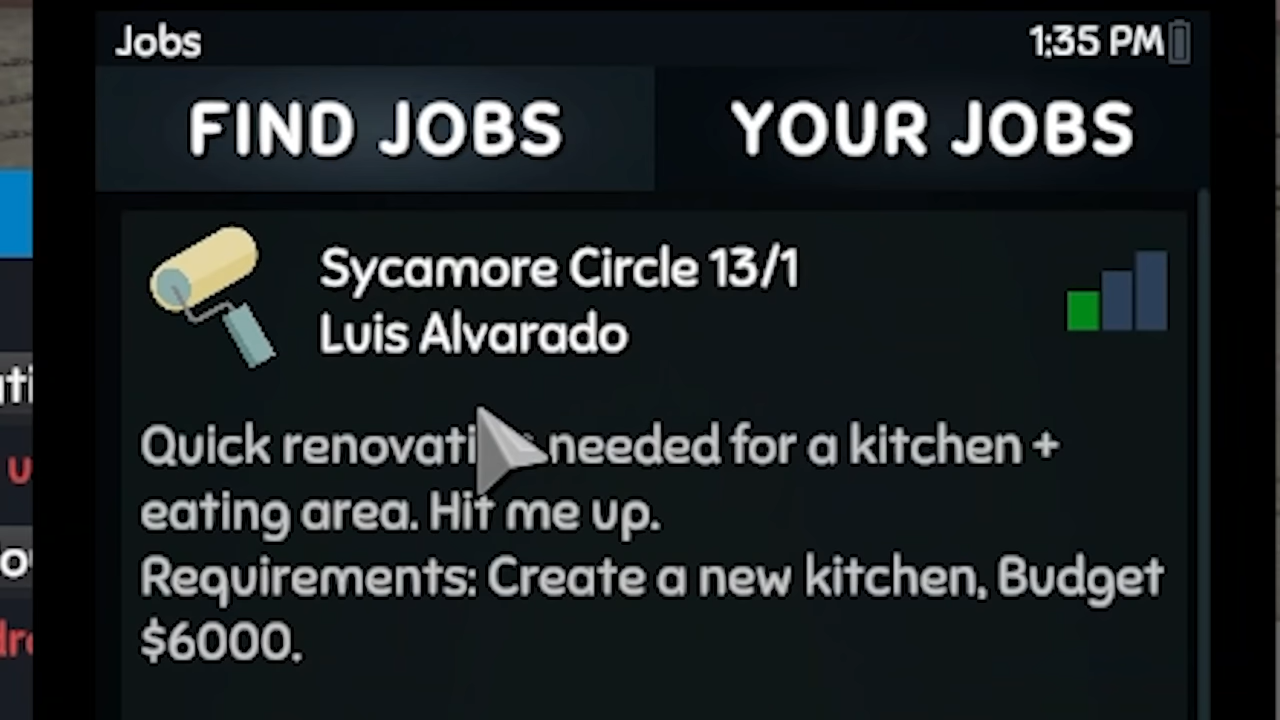 Jobs
1:35 PM
FIND JOBS
YOUR JOBS
Sycamore Circle 13/1
Luis Alvarado
Quick needed for a kitchen +
eating area. Hit me up.
Requirements: Create a new kitchen, Budget
$6000.